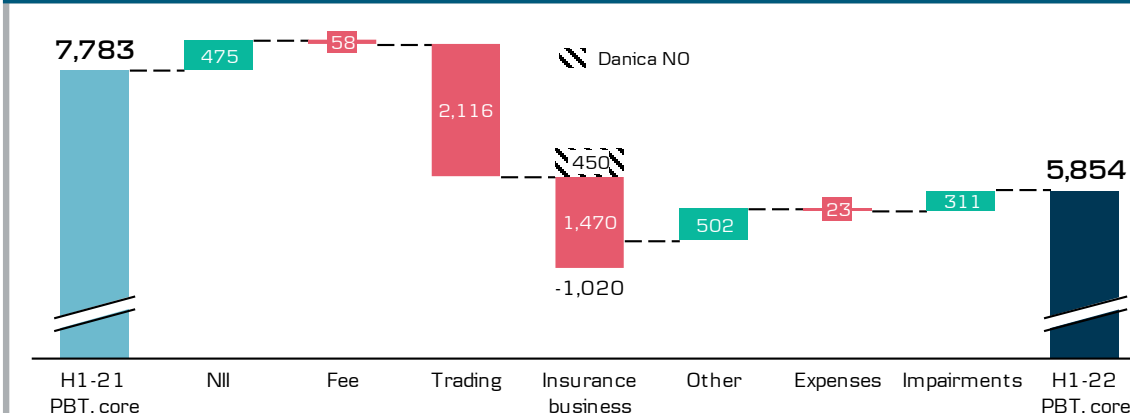 7,783
475
58
2,116
Danica NO
450
1,470
-1,020
502
23
311
5,854
H1-21
PBT, core
NII
Fee
Trading
Insurance
business
Other
Expenses
Impairments
H1-22
PBT, core